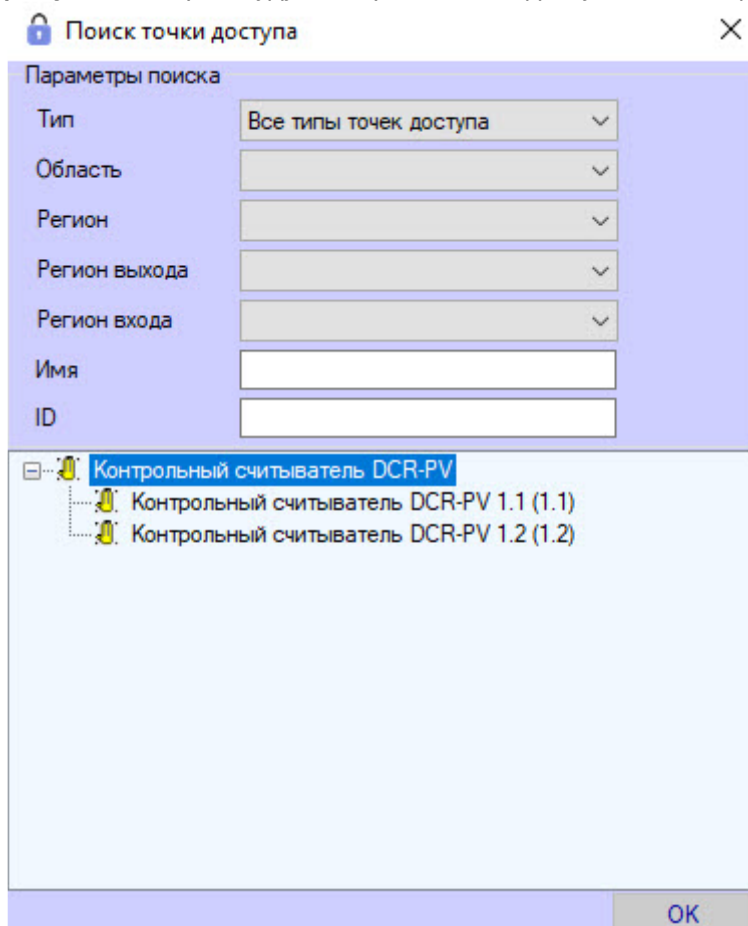 Поиск точки доступа
Параметры поиска
Тип Все типы точек доступа
Область
Регион
Регион выхода
Регион входа
Имя
ID
Контрольный считыватель DCR-PV
Контрольный считыватель DCR-PV 1.1 (1.1)
Контрольный считыватель DCR-PV 1.2 (1.2)
OK